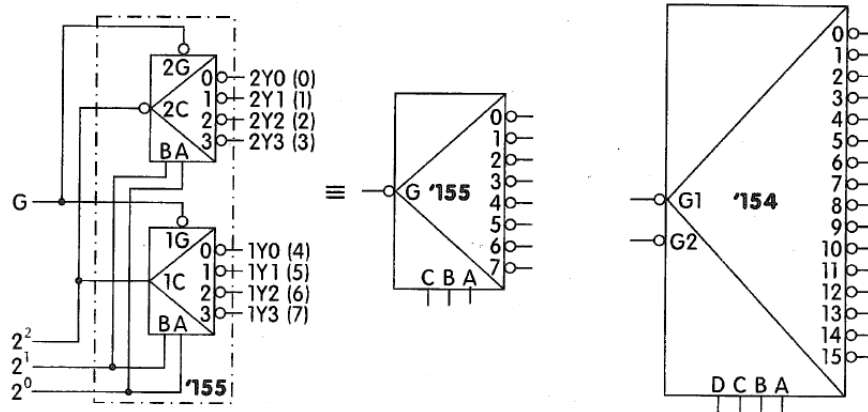 2G
0 2Y0 (0)
1 2Y1 (1)
2C
2 2Y2 (2)
3 2Y3 (3)
B A
G
1G
0 1Y0 (4)
1 1Y1 (5)
1C
2 1Y2 (6)
3 1Y3 (7)
B A
2²
2¹
2⁰
'155
≡
0
1
2
3
G '155
4
5
6
7
C B A
0
1
2
3
4
5
6
7
G1 '154
8
9
G2
10
11
12
13
14
15
D C B A